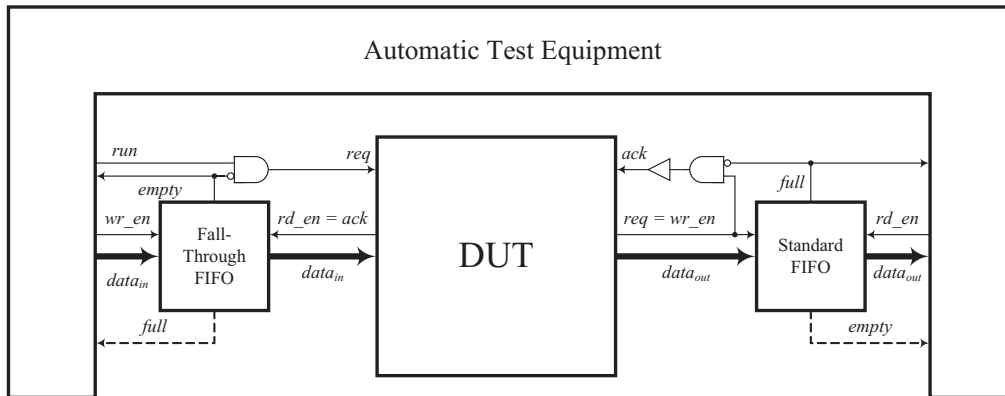 Automatic Test Equipment
run
req
ack
empty
full
wr_en
rd_en = ack
req = wr_en
rd_en
Fall-
Through
FIFO
DUT
Standard
FIFO
data_in
data_in
data_out
data_out
full
empty